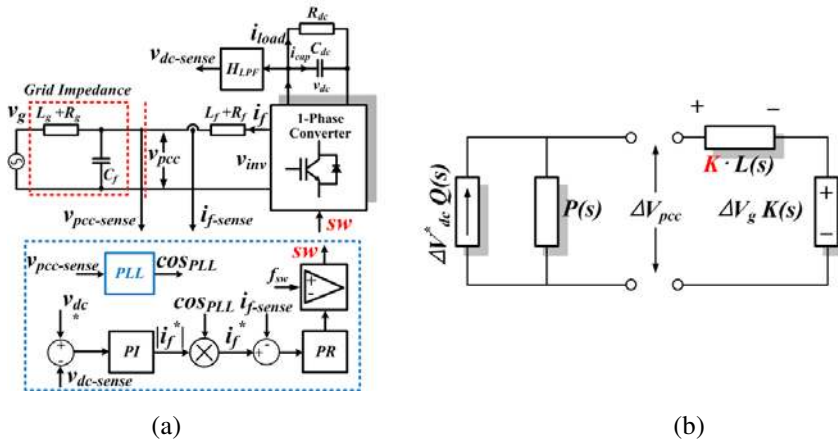 R_dc
i_load
i_cap C_dc
v_dc-sense
H_LPF
v_dc
Grid Impedance
v_g
L_g +R_g
L_f +R_f
i_f
1-Phase
Converter
C_f
v_pcc
v_inv
v_pcc-sense
i_f-sense
sw
sw
v_pcc-sense
PLL
cos_PLL
f_sw
+
-
v_dc
*
cos_PLL
i_f-sense
+
-
PI
|i_f^*|
i_f^*
+
-
PR
v_dc-sense
(a)
+
−
K · L(s)
ΔV^*_dc Q(s)
P(s)
ΔV_pcc
ΔV_g K(s)
+
−
(b)